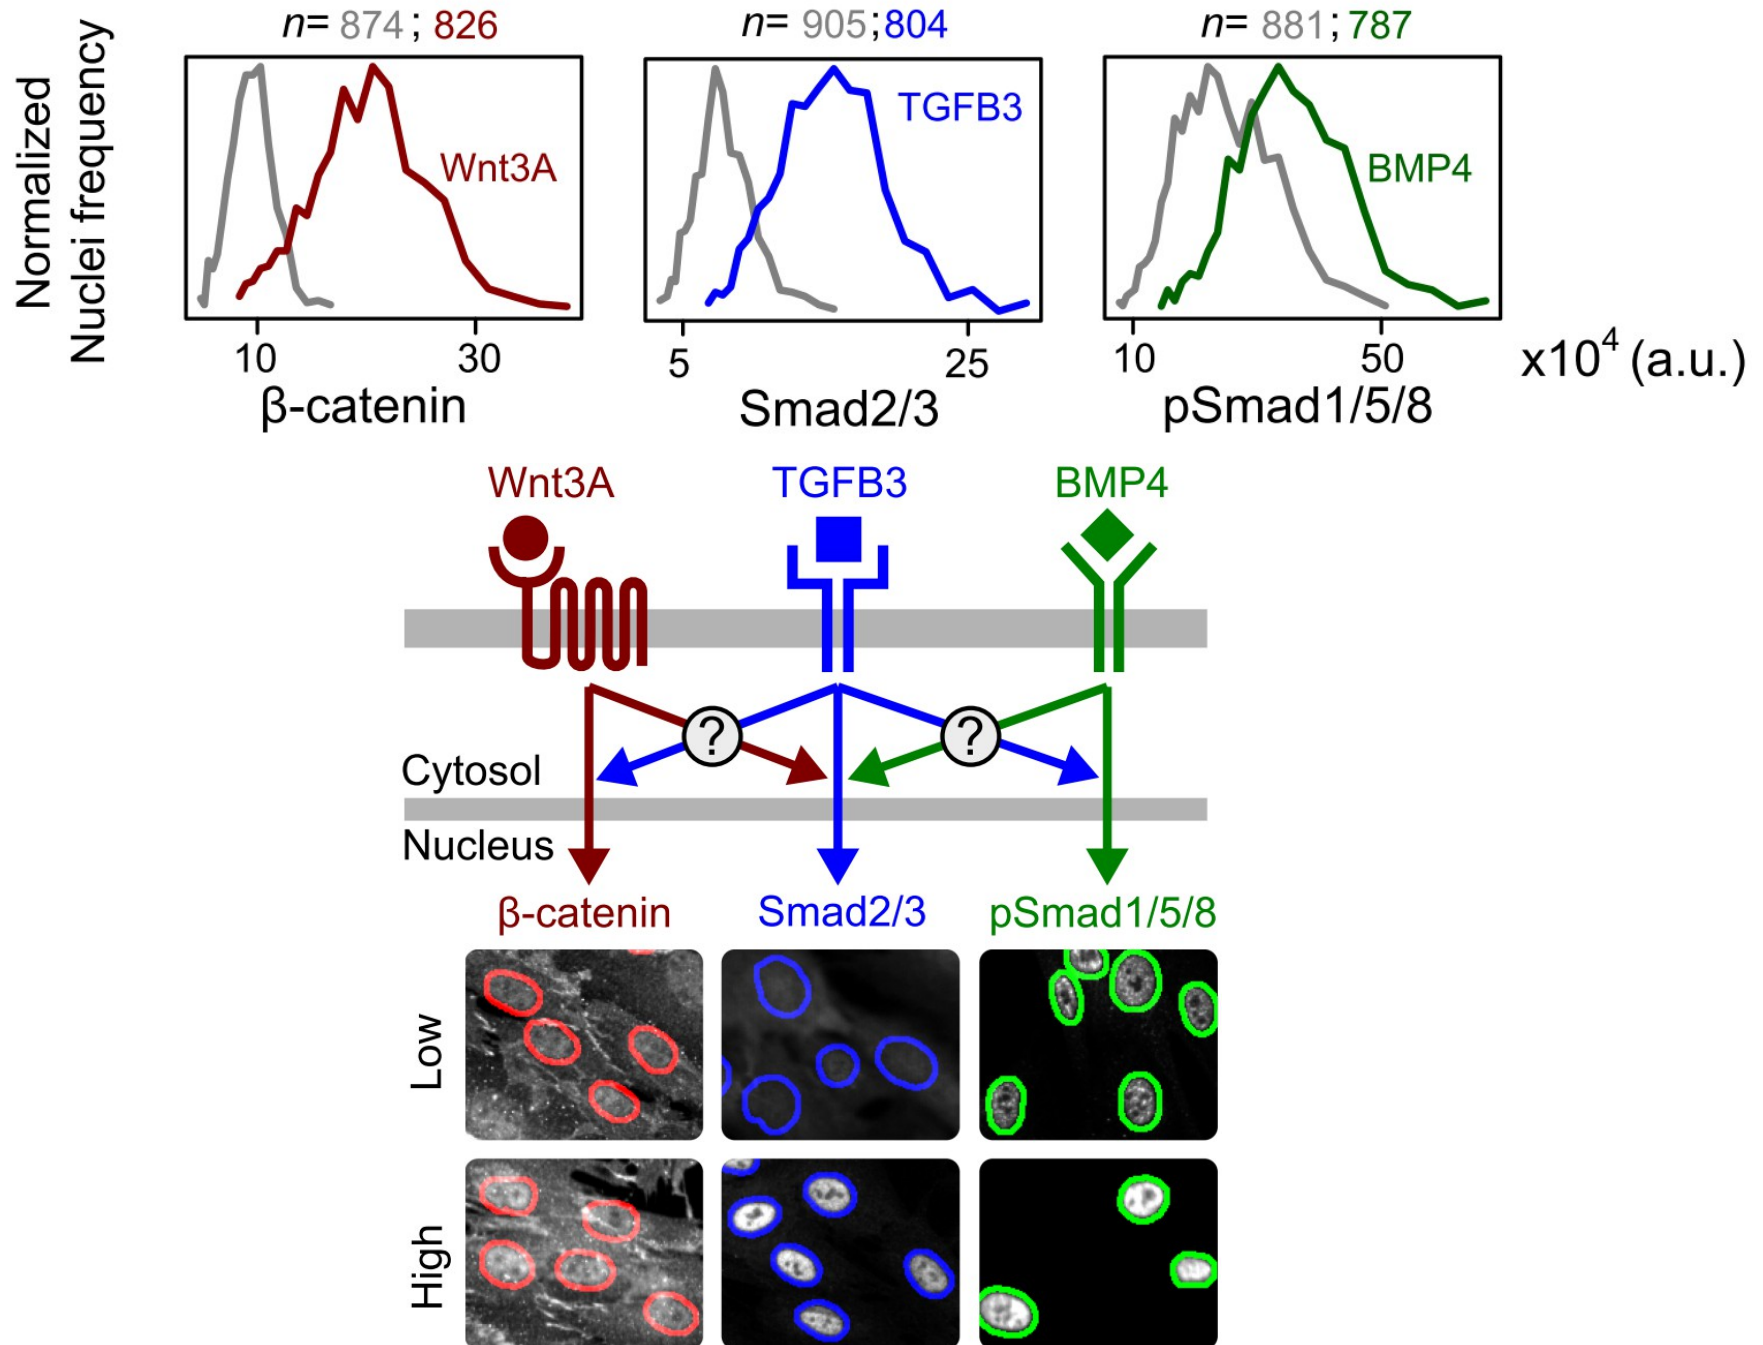 n= 874 ; 826
n= 905;804
n= 881;787
Normalized
Nuclei frequency
Wnt3A
TGFB3
BMP4
10 30
5 25
10 50
x10⁴ (a.u.)
β-catenin
Smad2/3
pSmad1/5/8
Wnt3A
TGFB3
BMP4
? ?
Cytosol
Nucleus
β-catenin
Smad2/3
pSmad1/5/8
Low
High